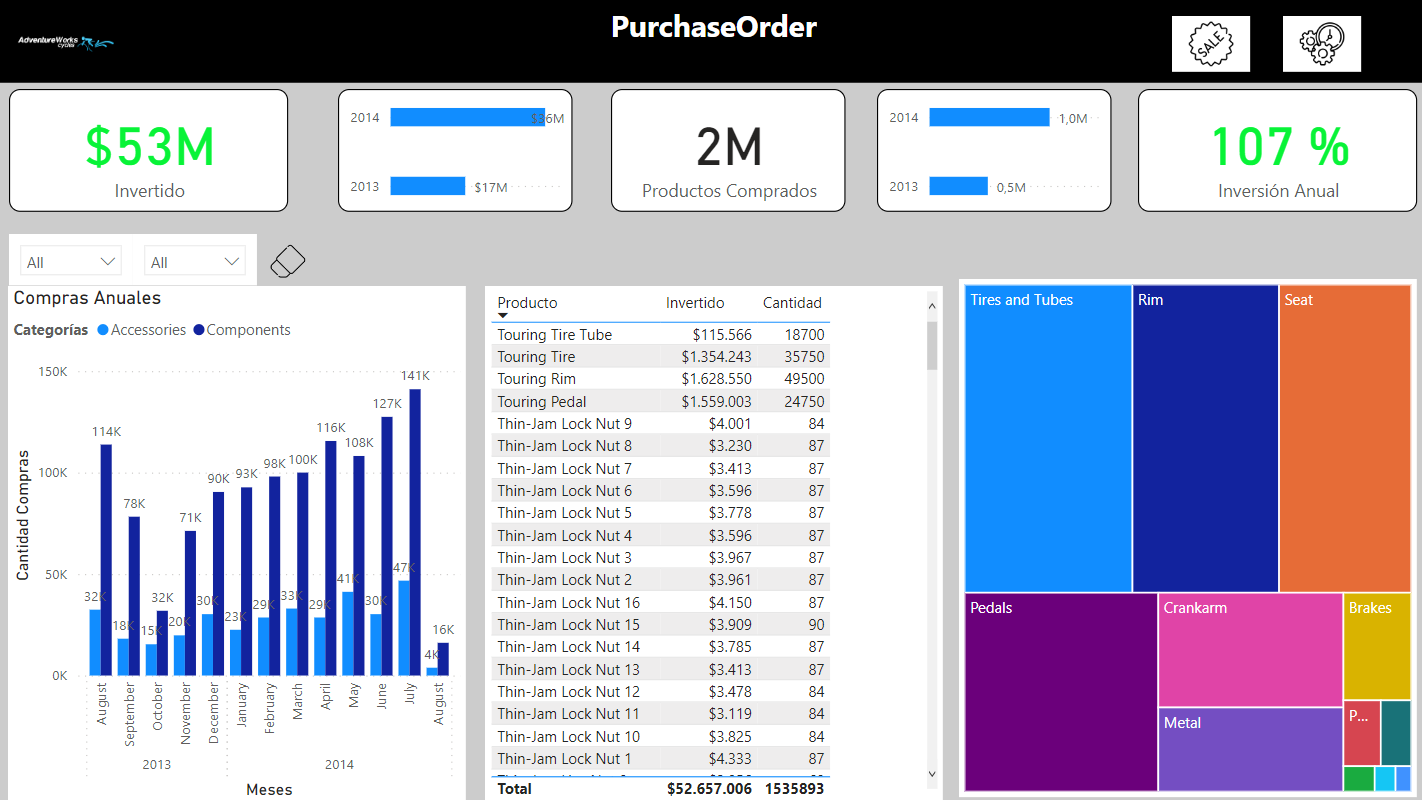 AdventureWorks
cycles
PurchaseOrder
SALE
$53M
Invertido
2014 $36M
2013 $17M
2M
Productos Comprados
2014 1,0M
2013 0,5M
107 %
Inversión Anual
All All
Compras Anuales
Categorías Accessories Components
Cantidad Compras
150K
100K
50K
0K
32K 114K
18K 78K
15K 32K
20K 71K
30K 90K
23K 93K
29K 98K
33K 100K
29K 116K
41K 108K
30K 127K
47K 141K
4K 16K
August September October November December January February March April May June July August
2013 2014
Meses
Producto Invertido Cantidad
Touring Tire Tube $115.566 18700
Touring Tire $1.354.243 35750
Touring Rim $1.628.550 49500
Touring Pedal $1.559.003 24750
Thin-Jam Lock Nut 9 $4.001 84
Thin-Jam Lock Nut 8 $3.230 87
Thin-Jam Lock Nut 7 $3.413 87
Thin-Jam Lock Nut 6 $3.596 87
Thin-Jam Lock Nut 5 $3.778 87
Thin-Jam Lock Nut 4 $3.596 87
Thin-Jam Lock Nut 3 $3.967 87
Thin-Jam Lock Nut 2 $3.961 87
Thin-Jam Lock Nut 16 $4.150 87
Thin-Jam Lock Nut 15 $3.909 90
Thin-Jam Lock Nut 14 $3.785 87
Thin-Jam Lock Nut 13 $3.413 87
Thin-Jam Lock Nut 12 $3.478 84
Thin-Jam Lock Nut 11 $3.119 84
Thin-Jam Lock Nut 10 $3.825 84
Thin-Jam Lock Nut 1 $4.333 87
Total $52.657.006 1535893
Tires and Tubes
Rim
Seat
Pedals
Crankarm
Brakes
Metal
P...